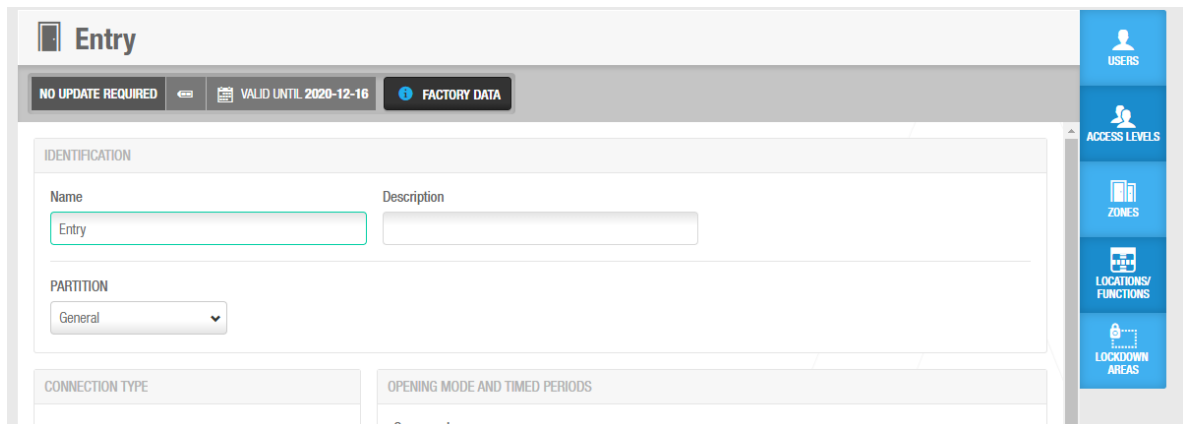 Entry
NO UPDATE REQUIRED
VALID UNTIL 2020-12-16
FACTORY DATA
IDENTIFICATION
Name
Description
Entry
PARTITION
General
CONNECTION TYPE
OPENING MODE AND TIMED PERIODS
USERS
ACCESS LEVELS
ZONES
LOCATIONS/
FUNCTIONS
LOCKDOWN
AREAS